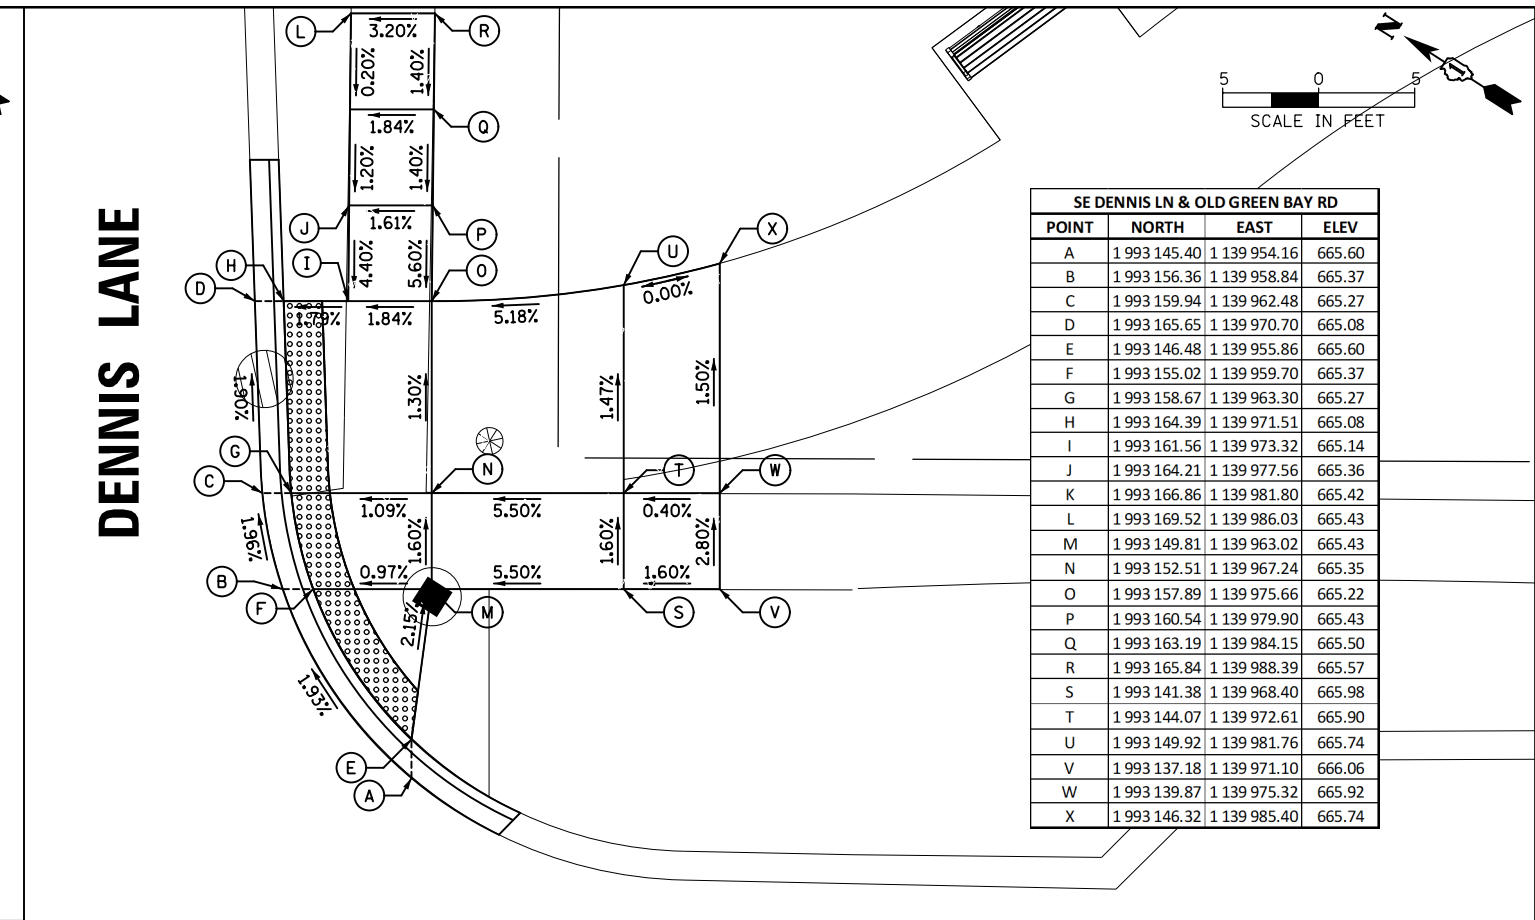 L
3.20%
R
N
1
0.20%
1.40%
5 0 5
SCALE IN FEET
1.84%
Q
1.20%
1.40%
J
1.61%
P
H
I
4.40%
5.60%
O
U
X
D
0.00%
1.79%
1.84%
5.18%
DENNIS LANE
1.90%
1.30%
1.47%
1.50%
G
C
N
T
W
1.09%
5.50%
0.40%
1.96%
1.60%
1.60%
2.80%
B
0.97%
5.50%
1.60%
F
2.15%
M
S
V
1.93%
E
A
SE DENNIS LN & OLD GREEN BAY RD
POINT NORTH EAST ELEV
A 1 993 145.40 1 139 954.16 665.60
B 1 993 156.36 1 139 958.84 665.37
C 1 993 159.94 1 139 962.48 665.27
D 1 993 165.65 1 139 970.70 665.08
E 1 993 146.48 1 139 955.86 665.60
F 1 993 155.02 1 139 959.70 665.37
G 1 993 158.67 1 139 963.30 665.27
H 1 993 164.39 1 139 971.51 665.08
I 1 993 161.56 1 139 973.32 665.14
J 1 993 164.21 1 139 977.56 665.36
K 1 993 166.86 1 139 981.80 665.42
L 1 993 169.52 1 139 986.03 665.43
M 1 993 149.81 1 139 963.02 665.43
N 1 993 152.51 1 139 967.24 665.35
O 1 993 157.89 1 139 975.66 665.22
P 1 993 160.54 1 139 979.90 665.43
Q 1 993 163.19 1 139 984.15 665.50
R 1 993 165.84 1 139 988.39 665.57
S 1 993 141.38 1 139 968.40 665.98
T 1 993 144.07 1 139 972.61 665.90
U 1 993 149.92 1 139 981.76 665.74
V 1 993 137.18 1 139 971.10 666.06
W 1 993 139.87 1 139 975.32 665.92
X 1 993 146.32 1 139 985.40 665.74